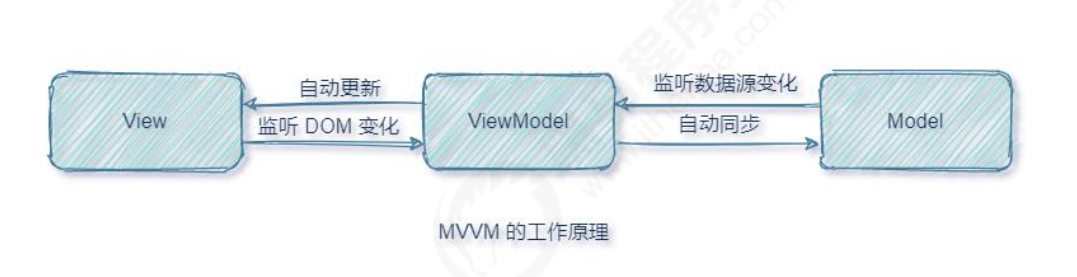 自动更新
监听数据源变化
View
监听 DOM 变化
ViewModel
自动同步
Model
MVVM 的工作原理